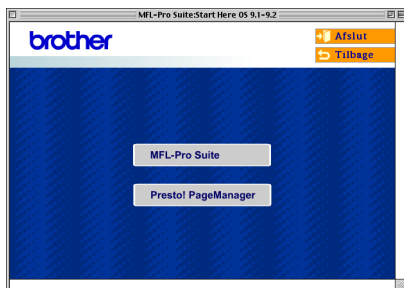 MFL-Pro Suite:Start Here OS 9.1-9.2
brother
Afslut
Tilbage
MFL-Pro Suite
Presto! PageManager